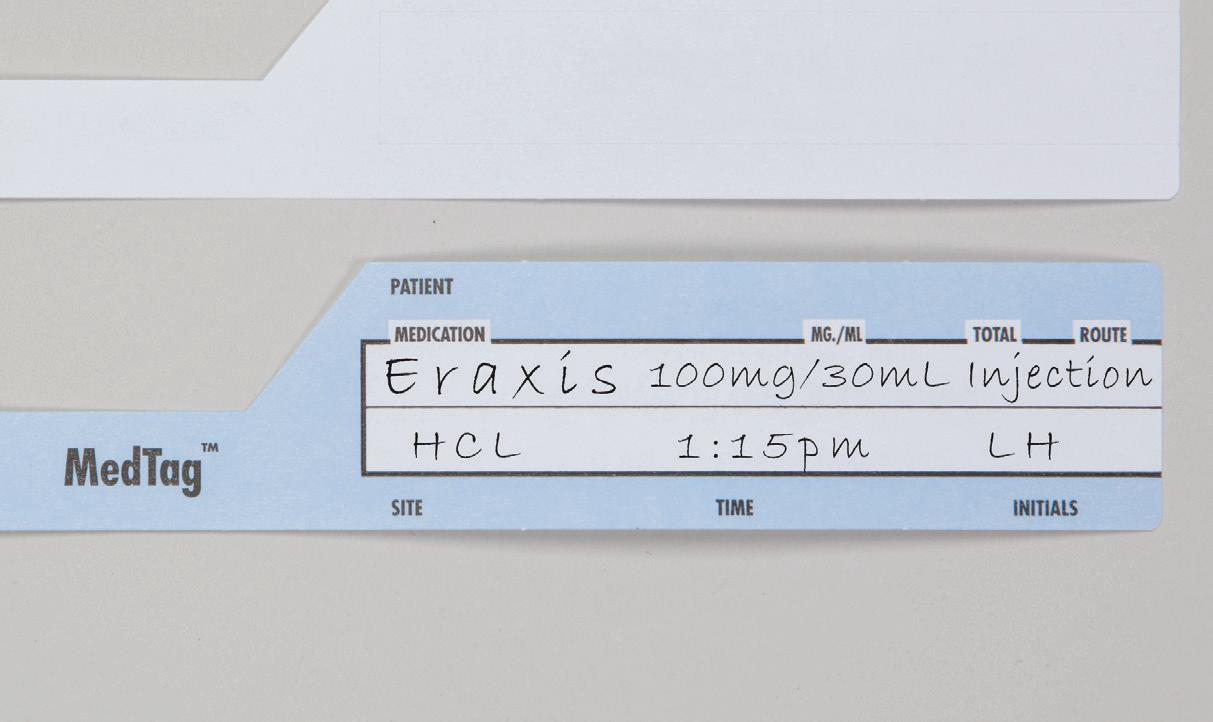 PATIENT
MEDICATION MG./ML TOTAL ROUTE
Eraxis 100mg/30mL Injection
HCL 1:15pm LH
MedTag™
SITE TIME INITIALS